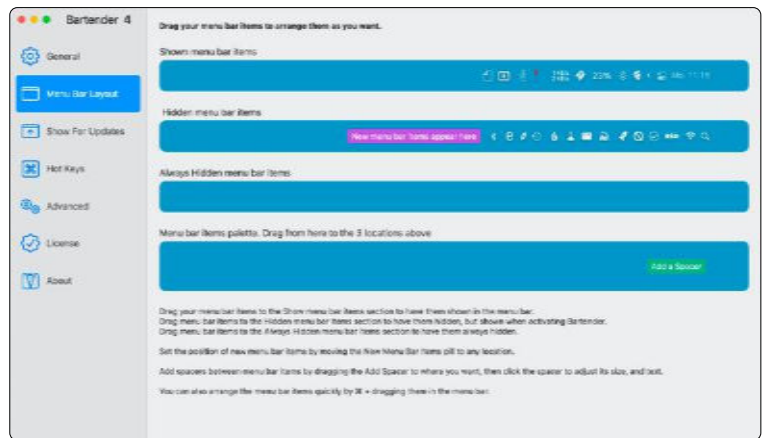 Bartender 4
Drag your menu bar items to arrange them as you want.
General
Shown menu bar items
23%
Menu Bar Layout
Hidden menu bar items
New menu bar items appear here
Show For Updates
Hot Keys
Always Hidden menu bar items
Advanced
Menu bar items palette. Drag from here to the 3 locations above
License
Add a Spacer
About
Drag your menu bar items to the Show menu bar items section to have them shown in the menu bar.
Drag menu bar items to the Hidden menu bar items section to have them hidden, but shown when activating Bartender.
Drag menu bar items to the Always Hidden menu bar items section to have them always hidden.
Set the position of new menu bar items by moving the New Menu Bar Items pill to any location.
Add spacers between menu bar items by dragging the Add Spacer to where you want, then click the spacer to adjust its size, and text.
You can also arrange the menu bar items quickly by ⌘ + dragging them in the menu bar.